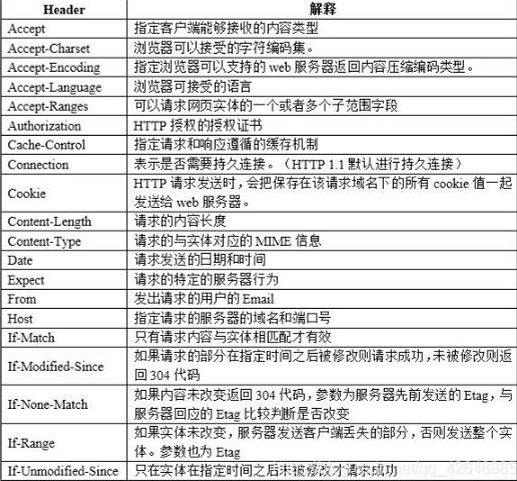 Header 解释
Accept 指定客户端能够接收的内容类型
Accept-Charset 浏览器可以接受的字符编码集。
Accept-Encoding 指定浏览器可以支持的 web 服务器返回内容压缩编码类型。
Accept-Language 浏览器可接受的语言
Accept-Ranges 可以请求网页实体的一个或者多个子范围字段
Authorization HTTP 授权的授权证书
Cache-Control 指定请求和响应遵循的缓存机制
Connection 表示是否需要持久连接。（HTTP 1.1 默认进行持久连接）
Cookie HTTP 请求发送时，会把保存在该请求域名下的所有 cookie 值一起
发送给 web 服务器。
Content-Length 请求的内容长度
Content-Type 请求的与实体对应的 MIME 信息
Date 请求发送的日期和时间
Expect 请求的特定的服务器行为
From 发出请求的用户的 Email
Host 指定请求的服务器的域名和端口号
If-Match 只有请求内容与实体相匹配才有效
If-Modified-Since 如果请求的部分在指定时间之后被修改则请求成功，未被修改则返
回 304 代码
If-None-Match 如果内容未改变返回 304 代码，参数为服务器先前发送的 Etag，与
服务器回应的 Etag 比较判断是否改变
If-Range 如果实体未改变，服务器发送客户端丢失的部分，否则发送整个实
体。参数也为 Etag
If-Unmodified-Since 只在实体在指定时间之后未被修改才请求成功